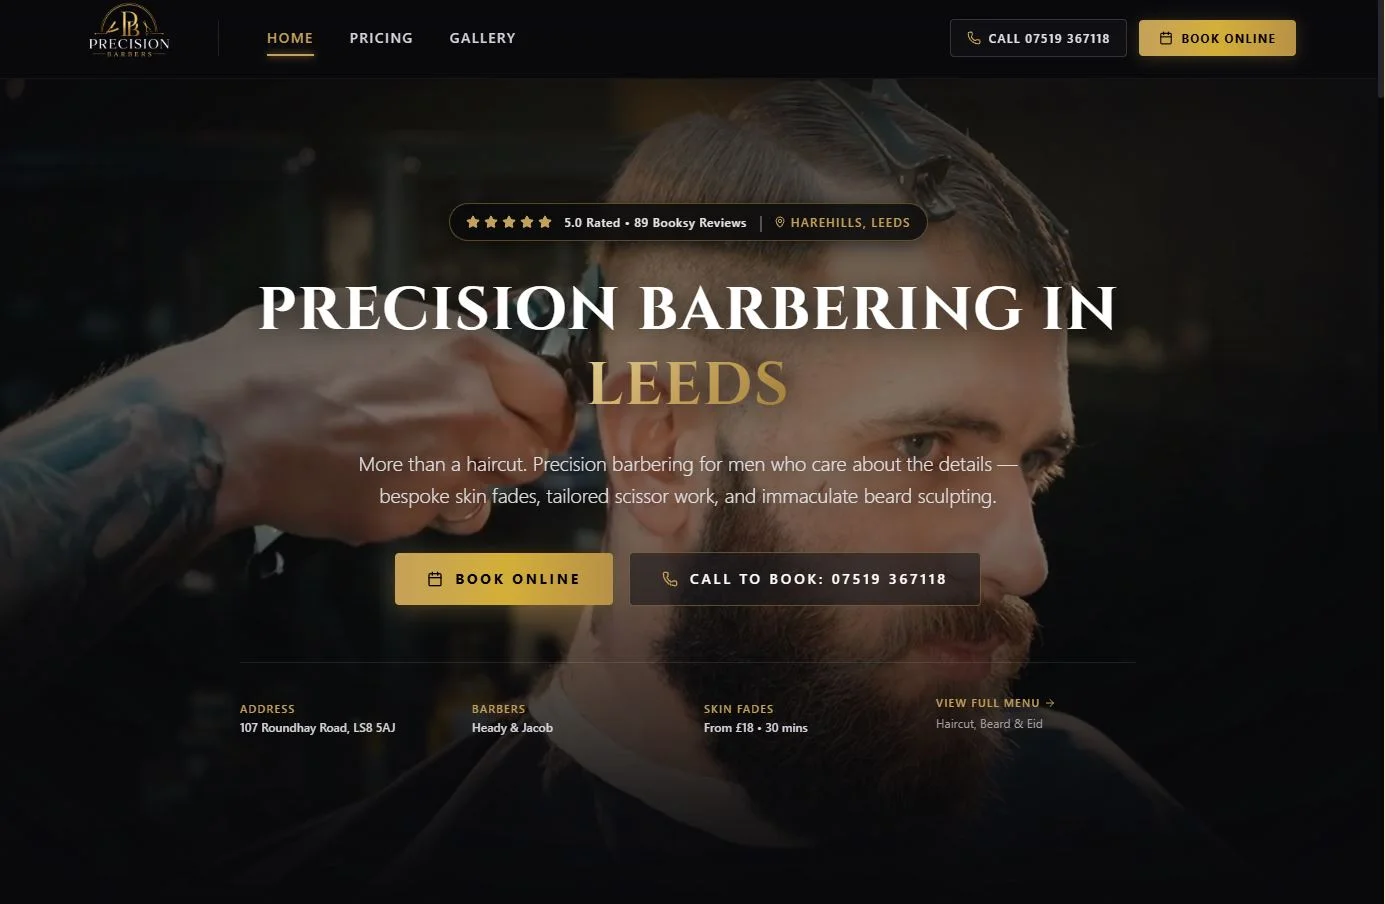 PB
PRECISION
BARBERS
HOME
PRICING
GALLERY
CALL 07519 367118
BOOK ONLINE
5.0 Rated • 89 Booksy Reviews | HAREHILLS, LEEDS
PRECISION BARBERING IN
LEEDS
More than a haircut. Precision barbering for men who care about the details —
bespoke skin fades, tailored scissor work, and immaculate beard sculpting.
BOOK ONLINE
CALL TO BOOK: 07519 367118
ADDRESS
107 Roundhay Road, LS8 5AJ
BARBERS
Heady & Jacob
SKIN FADES
From £18 • 30 mins
VIEW FULL MENU →
Haircut, Beard & Eid